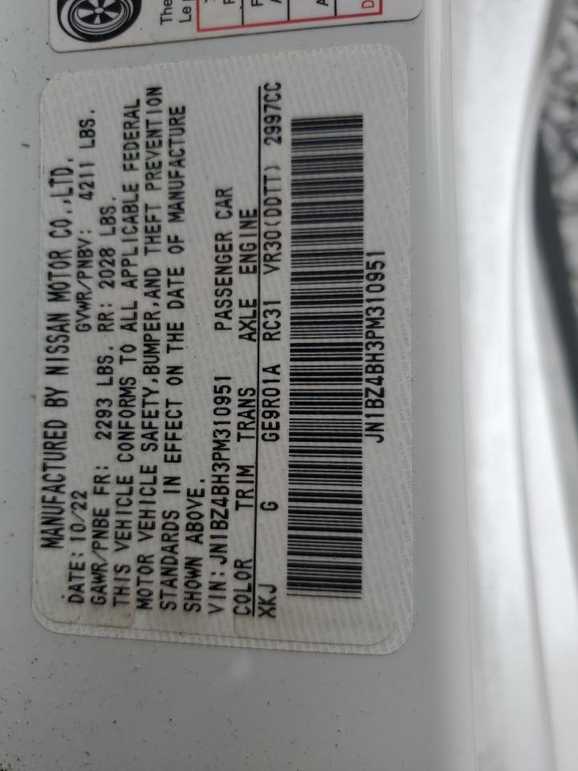 The
Le p
MANUFACTURED BY NISSAN MOTOR CO.,LTD.
DATE: 10/22 GVWR/PNBV: 4211 LBS.
GAWR/PNBE FR: 2293 LBS. RR: 2028 LBS.
THIS VEHICLE CONFORMS TO ALL APPLICABLE FEDERAL
MOTOR VEHICLE SAFETY,BUMPER,AND THEFT PREVENTION
STANDARDS IN EFFECT ON THE DATE OF MANUFACTURE
SHOWN ABOVE.
VIN: JN1BZ4BH3PM310951 PASSENGER CAR
COLOR TRIM TRANS AXLE ENGINE
XKJ G GE9R01A RC31 VR30(DDTT) 2997CC
JN1BZ4BH3PM310951